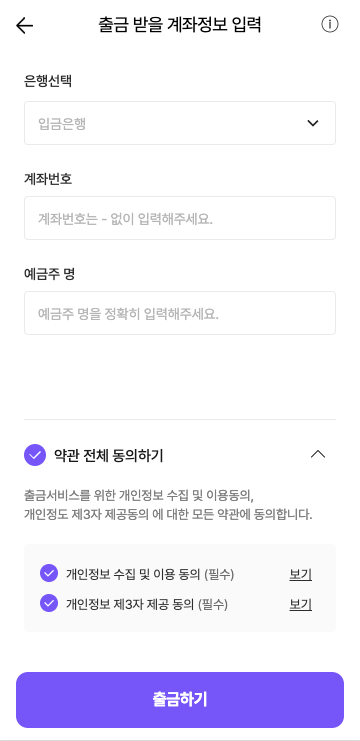 출금 받을 계좌정보 입력
은행선택
입금은행
계좌번호
계좌번호는 - 없이 입력해주세요.
예금주 명
예금주 명을 정확히 입력해주세요.
약관 전체 동의하기
출금서비스를 위한 개인정보 수집 및 이용동의,
개인정도 제3자 제공동의 에 대한 모든 약관에 동의합니다.
개인정보 수집 및 이용 동의 (필수) 보기
개인정보 제3자 제공 동의 (필수) 보기
출금하기